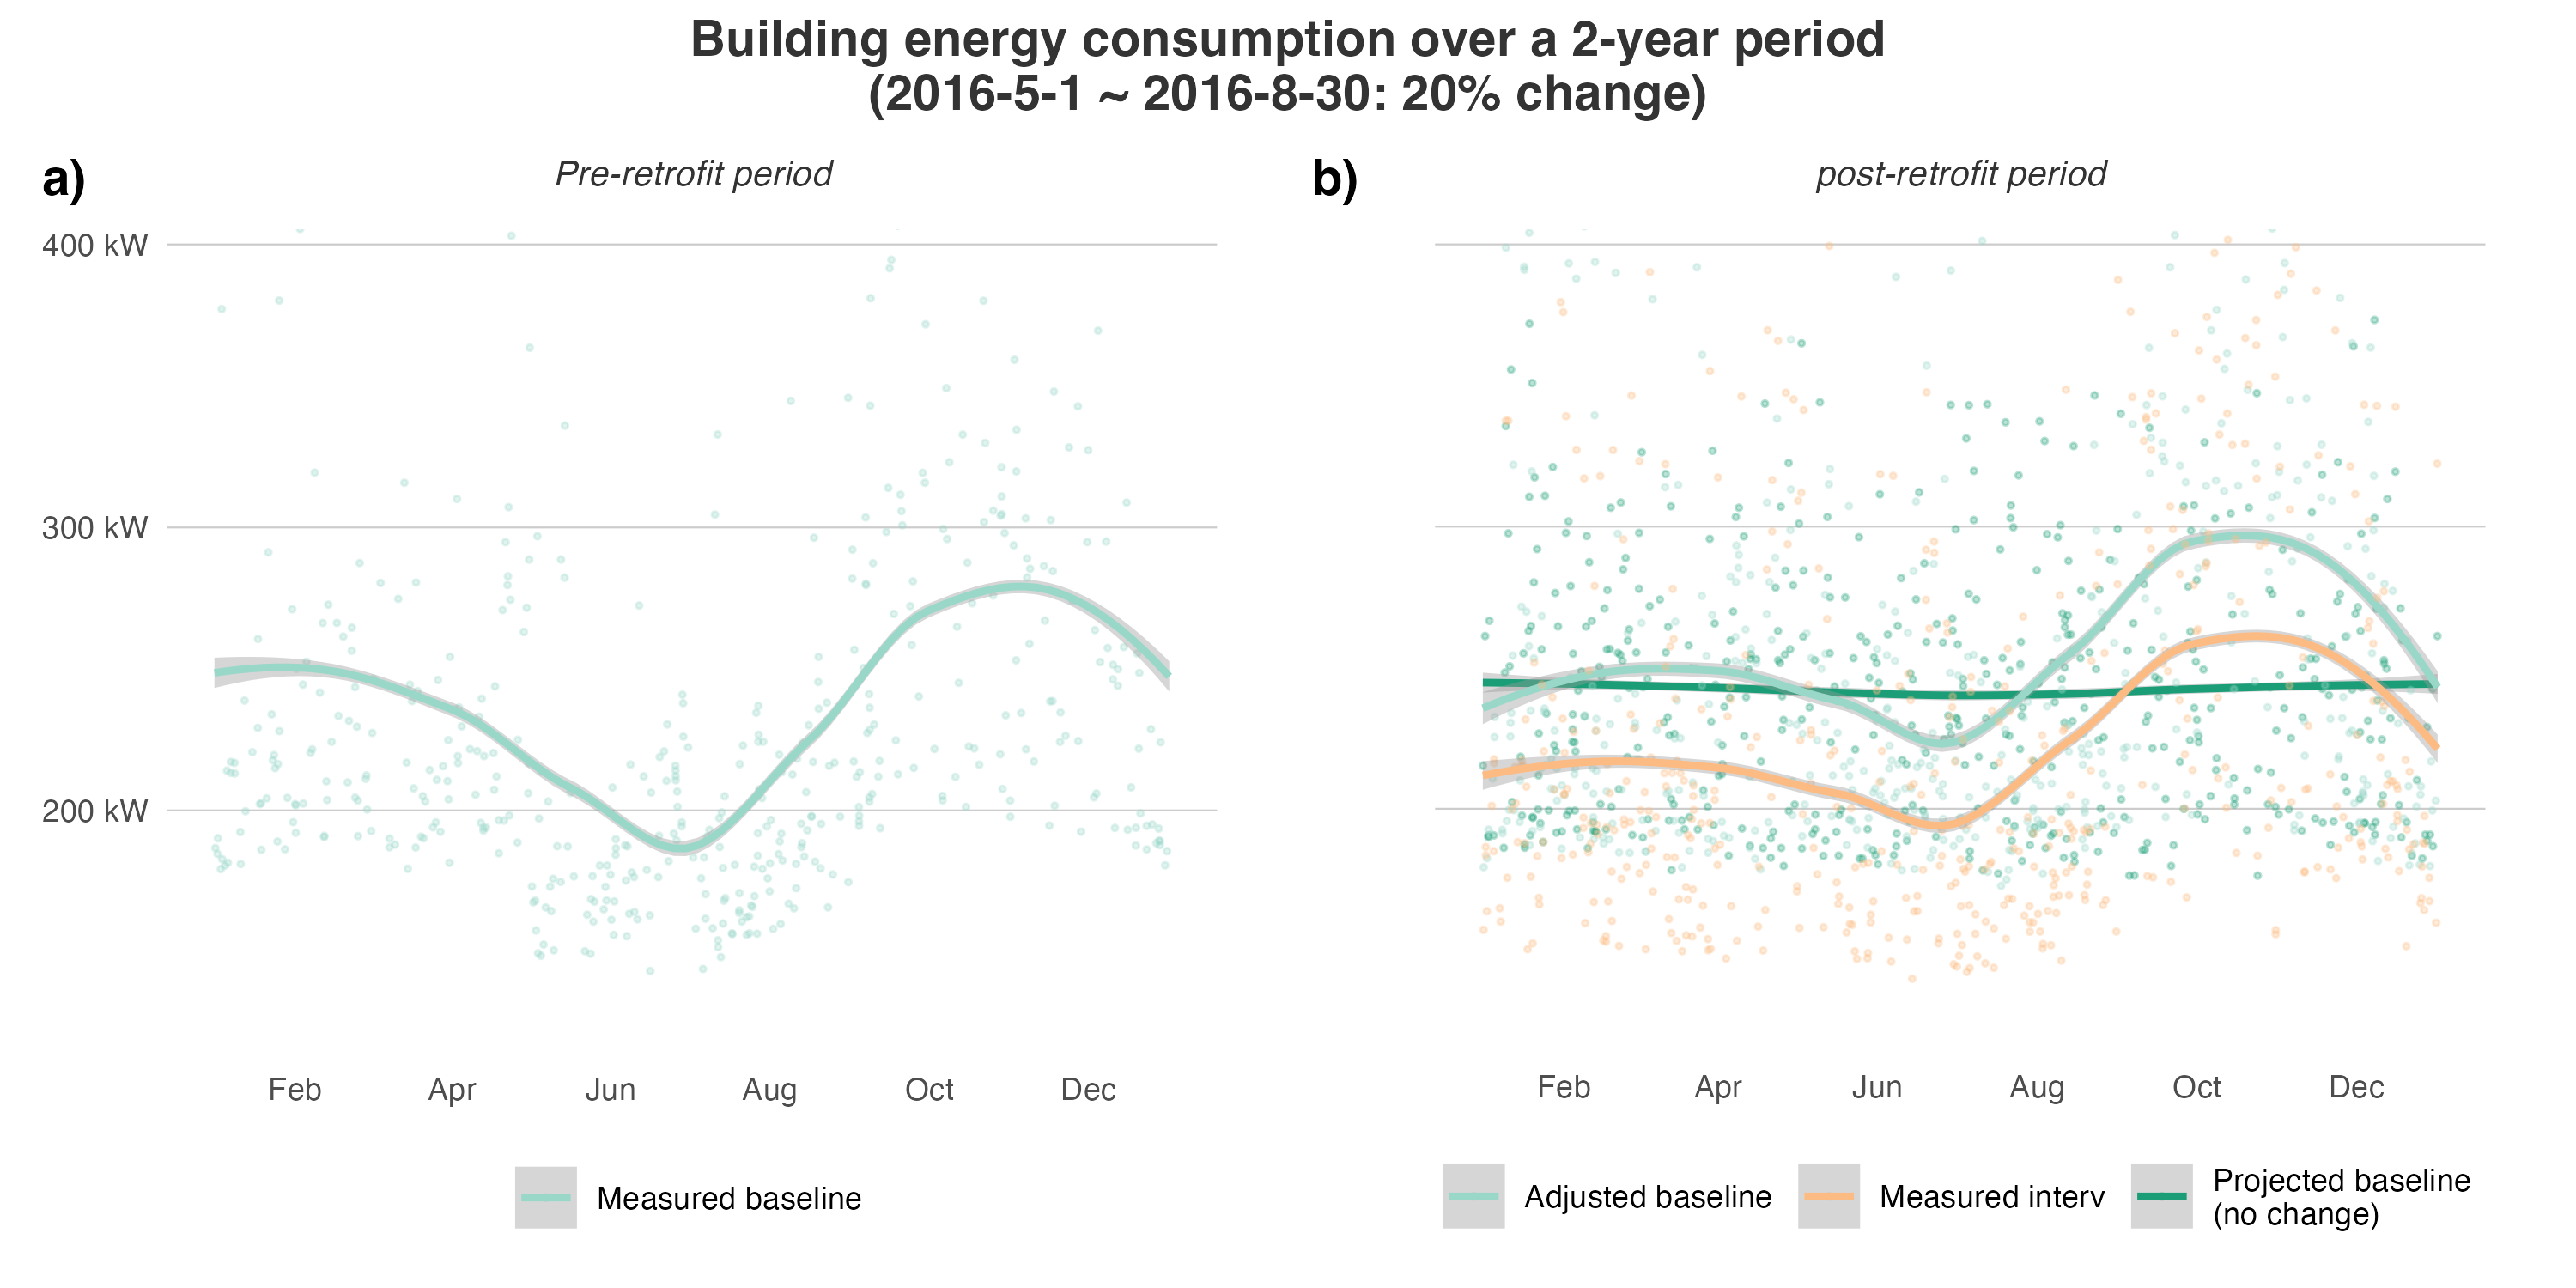 Building energy consumption over a 2-year period
(2016-5-1 ~ 2016-8-30: 20% change)
a)
Pre-retrofit period
400 kW
300 kW
200 kW
Feb Apr Jun Aug Oct Dec
Measured baseline
b)
post-retrofit period
Feb Apr Jun Aug Oct Dec
Adjusted baseline
Measured interv
Projected baseline
(no change)